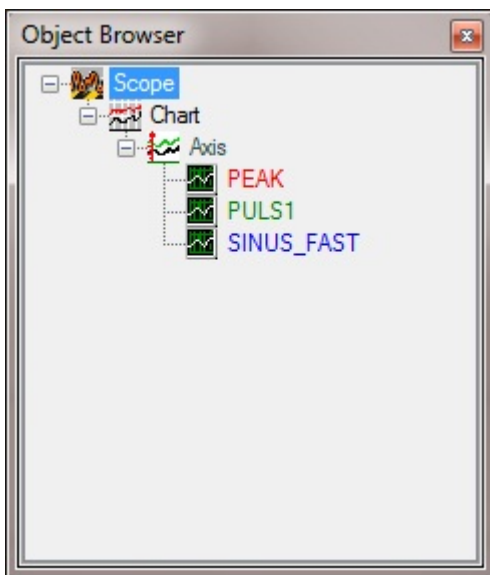 Object Browser
Scope
Chart
Axis
PEAK
PULS1
SINUS_FAST